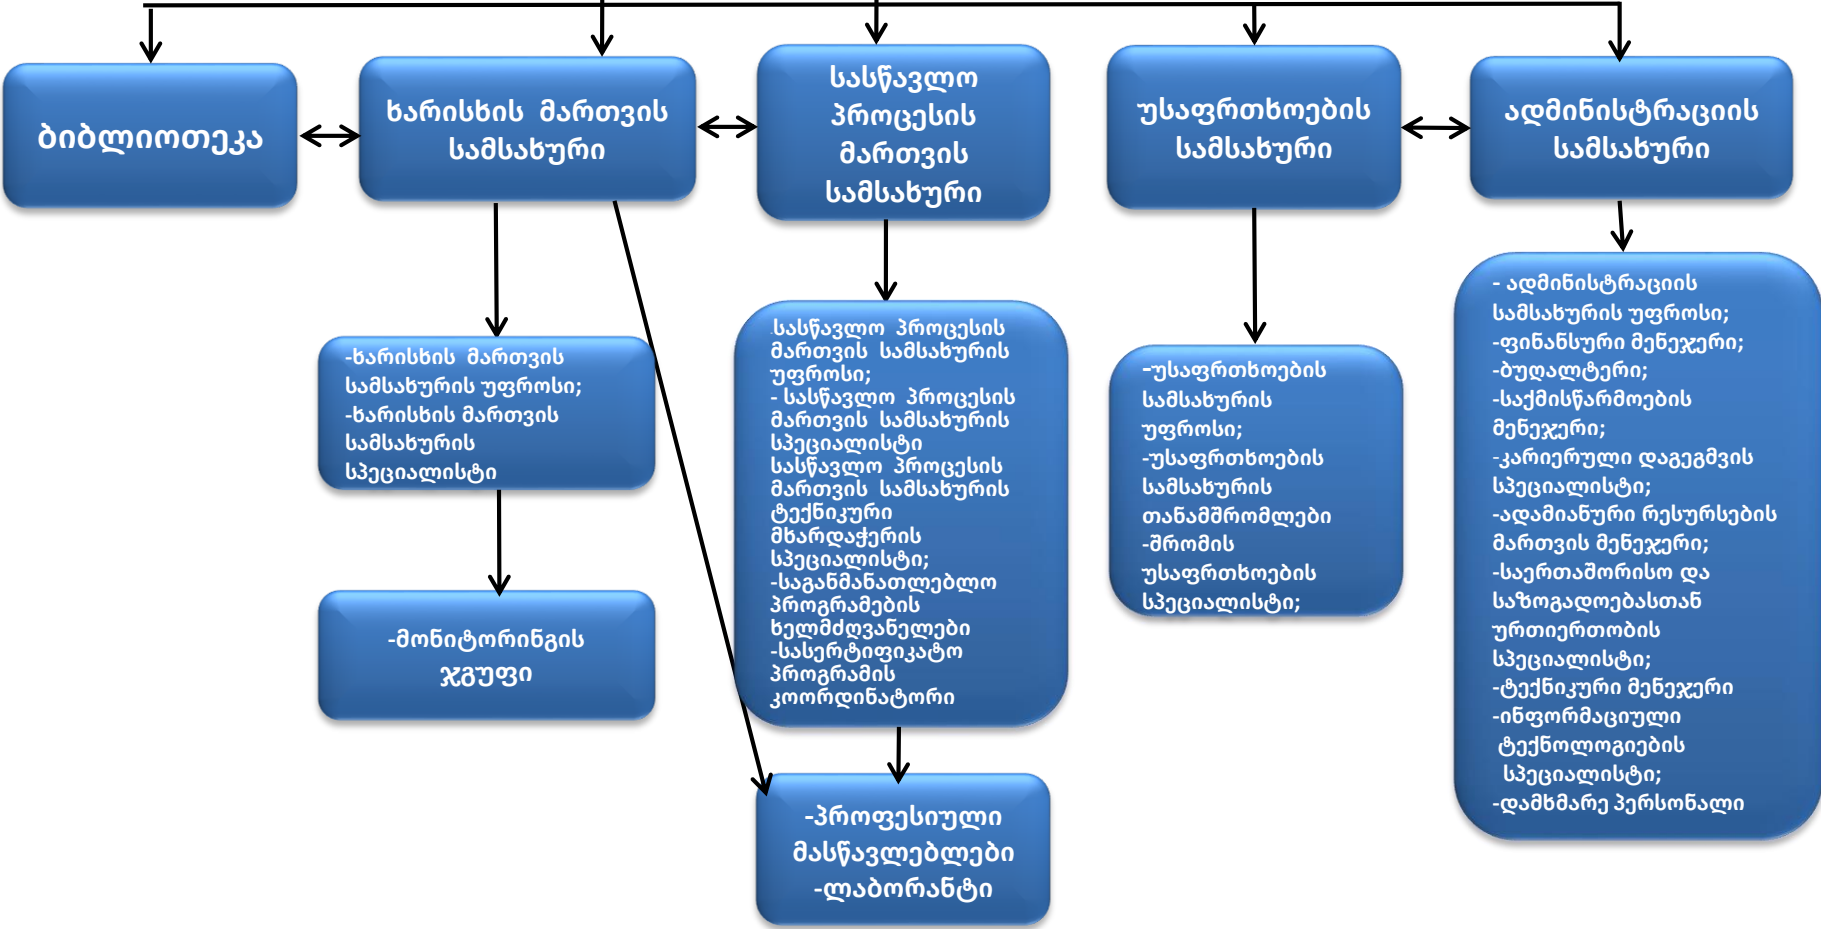 ბიბლიოთეკა
ხარისხის მართვის
სამსახური
სასწავლო
პროცესის
მართვის
სამსახური
უსაფრთხოების
სამსახური
ადმინისტრაციის
სამსახური
-ხარისხის მართვის
სამსახურის უფროსი;
-ხარისხის მართვის
სამსახურის
სპეციალისტი
-მონიტორინგის
ჯგუფი
სასწავლო პროცესის
მართვის სამსახურის
უფროსი;
- სასწავლო პროცესის
მართვის სამსახურის
სპეციალისტი
სასწავლო პროცესის
მართვის სამსახურის
ტექნიკური
მხარდაჭერის
სპეციალისტი;
-საგანმანათლებლო
პროგრამების
ხელმძღვანელები
-სასერტიფიკატო
პროგრამის
კოორდინატორი
-პროფესიული
მასწავლებლები
-ლაბორანტი
-უსაფრთხოების
სამსახურის
უფროსი;
-უსაფრთხოების
სამსახურის
თანამშრომლები
-შრომის
უსაფრთხოების
სპეციალისტი;
- ადმინისტრაციის
სამსახურის უფროსი;
-ფინანსური მენეჯერი;
-ბუღალტერი;
-საქმისწარმოების
მენეჯერი;
-კარიერული დაგეგმვის
სპეციალისტი;
-ადამიანური რესურსების
მართვის მენეჯერი;
-საერთაშორისო და
საზოგადოებასთან
ურთიერთობის
სპეციალისტი;
-ტექნიკური მენეჯერი
-ინფორმაციული
ტექნოლოგიების
სპეციალისტი;
-დამხმარე პერსონალი